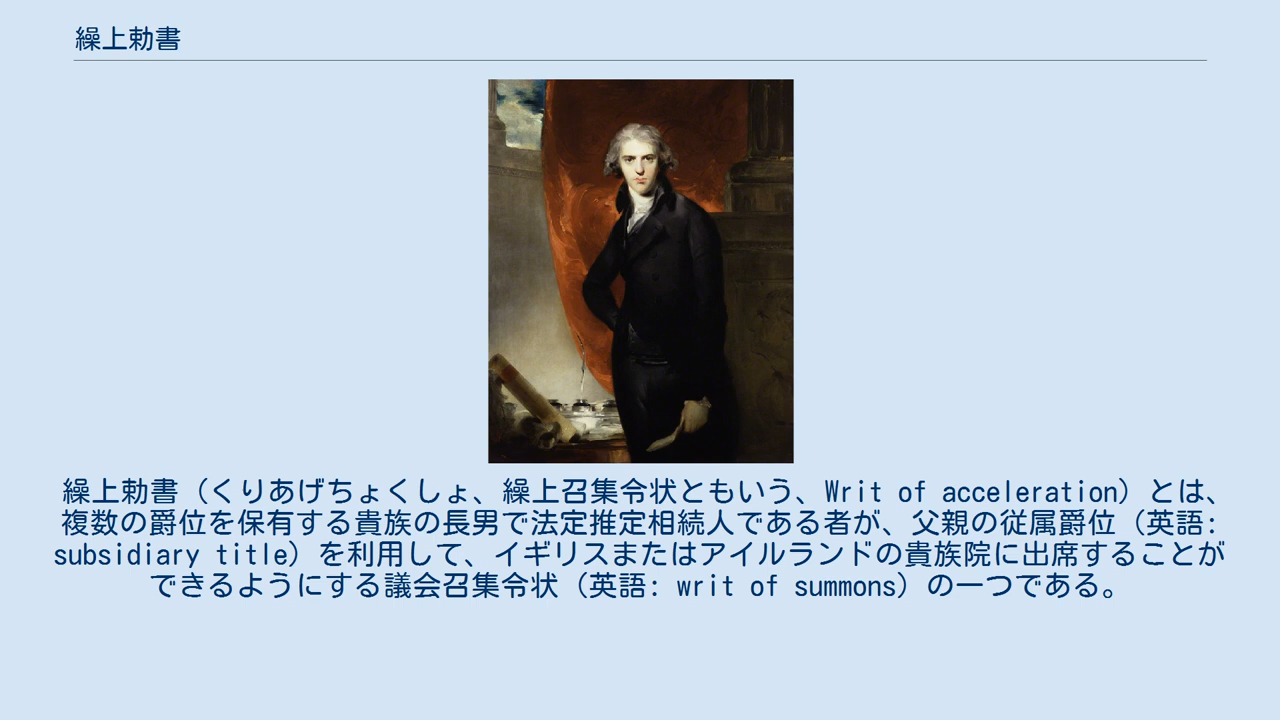 繰上勅書
繰上勅書（くりあげちょくしょ、繰上召集令状ともいう、Writ of acceleration）とは、
複数の爵位を保有する貴族の長男で法定推定相続人である者が、父親の従属爵位（英語:
subsidiary title）を利用して、イギリスまたはアイルランドの貴族院に出席することが
できるようにする議会召集令状（英語: writ of summons）の一つである。